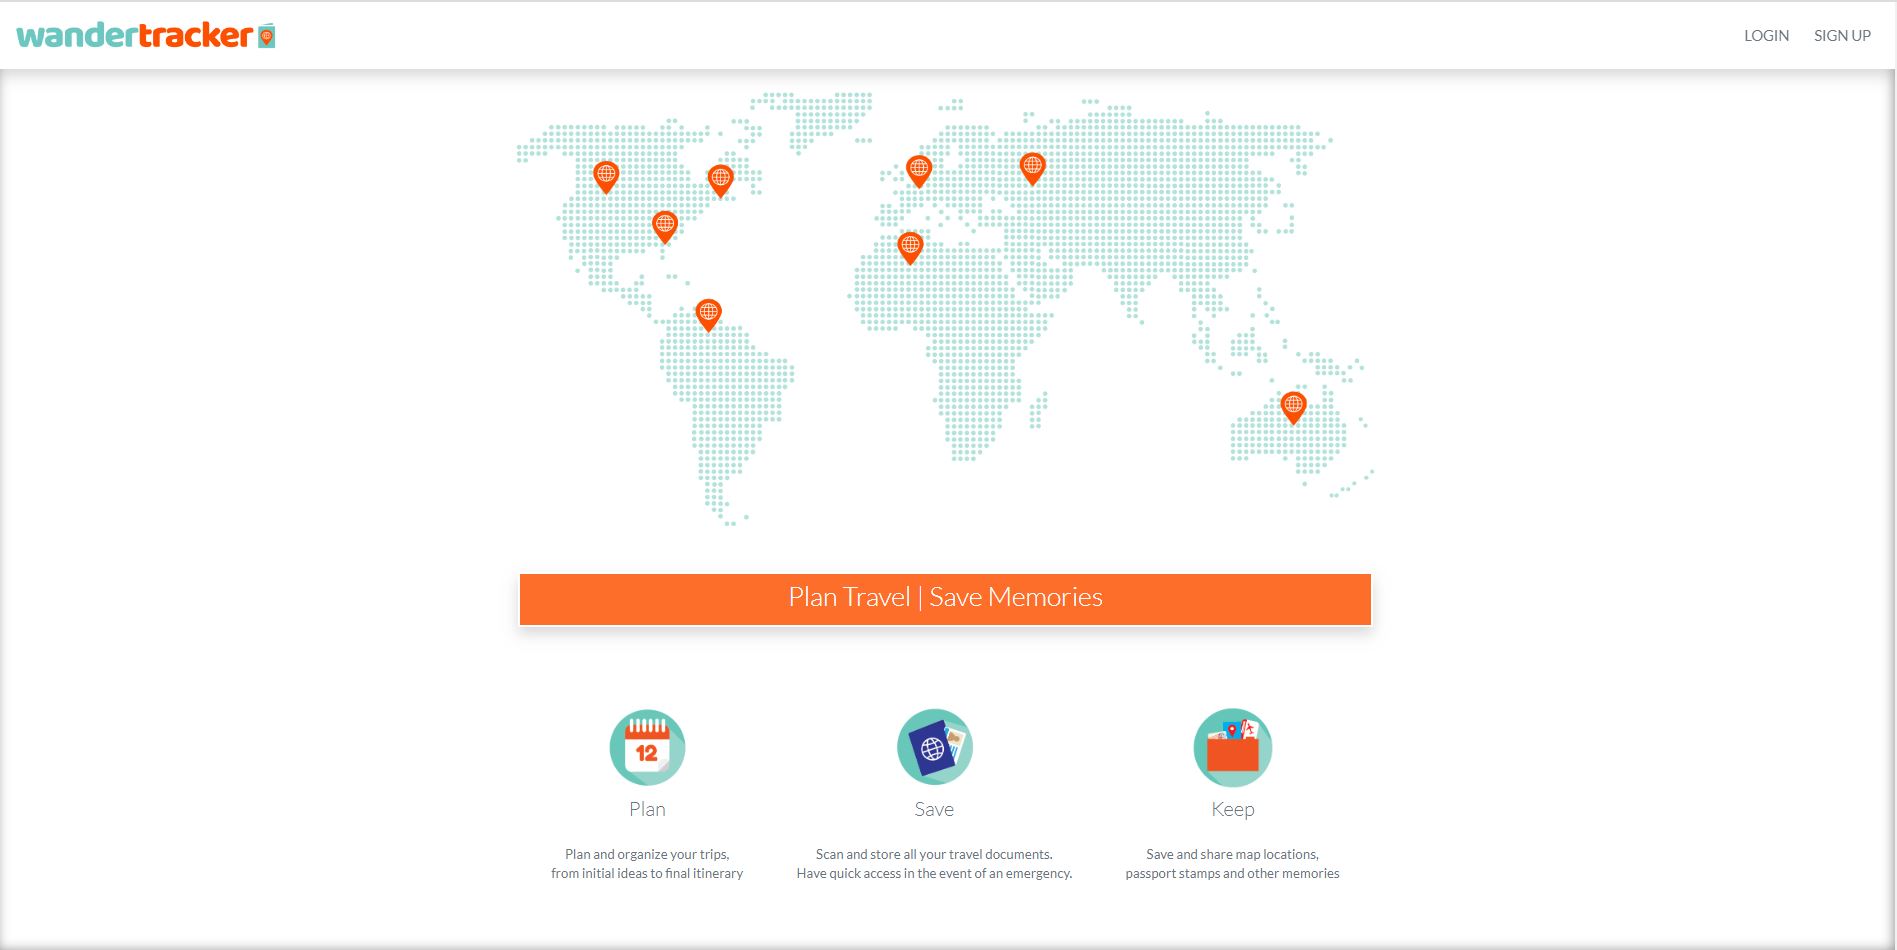 wandertracker
LOGIN SIGN UP
Plan Travel | Save Memories
12
Plan
Save
Keep
Plan and organize your trips,
from initial ideas to final itinerary
Scan and store all your travel documents.
Have quick access in the event of an emergency.
Save and share map locations,
passport stamps and other memories